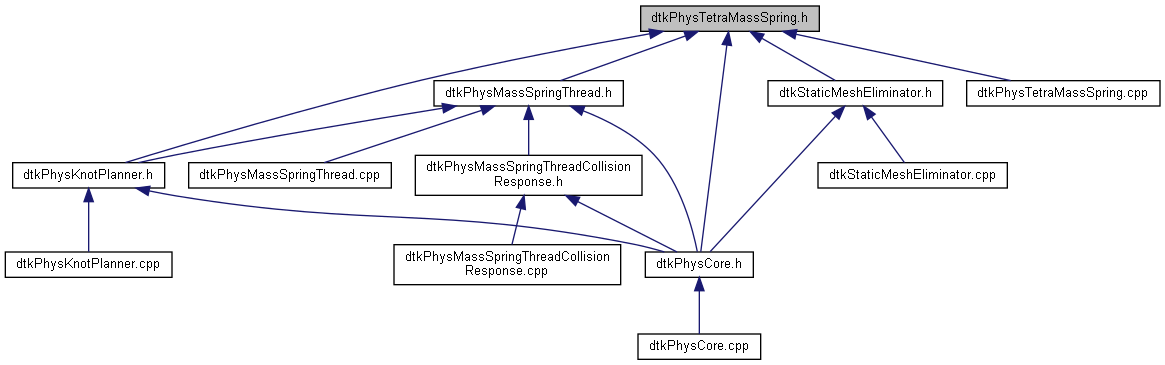 dtkPhysTetraMassSpring.h
dtkPhysMassSpringThread.h
dtkStaticMeshEliminator.h
dtkPhysTetraMassSpring.cpp
dtkPhysKnotPlanner.h
dtkPhysMassSpringThread.cpp
dtkPhysMassSpringThreadCollision
Response.h
dtkStaticMeshEliminator.cpp
dtkPhysKnotPlanner.cpp
dtkPhysMassSpringThreadCollision
Response.cpp
dtkPhysCore.h
dtkPhysCore.cpp